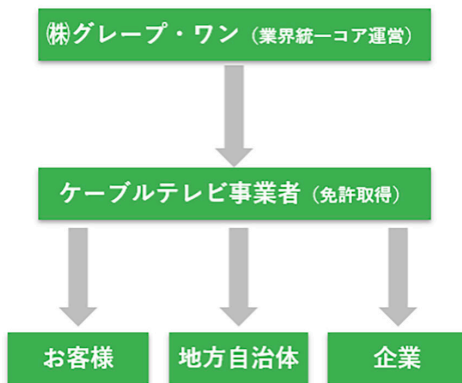 ㈱グレープ・ワン（業界統一コア運営）
ケーブルテレビ事業者（免許取得）
お客様
地方自治体
企業